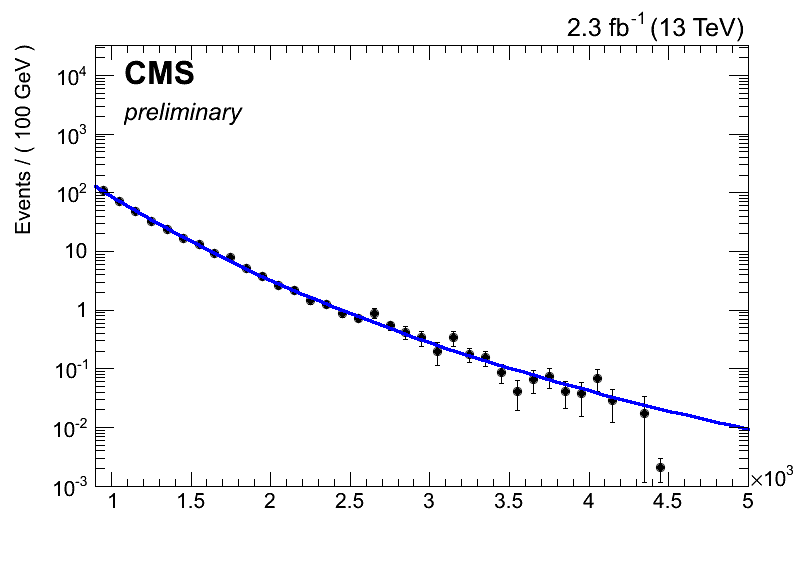 2.3 fb⁻¹ (13 TeV)
CMS
preliminary
Events / ( 100 GeV )
10⁴
10³
10²
10
1
10⁻¹
10⁻²
10⁻³
1 1.5 2 2.5 3 3.5 4 4.5 5
×10³